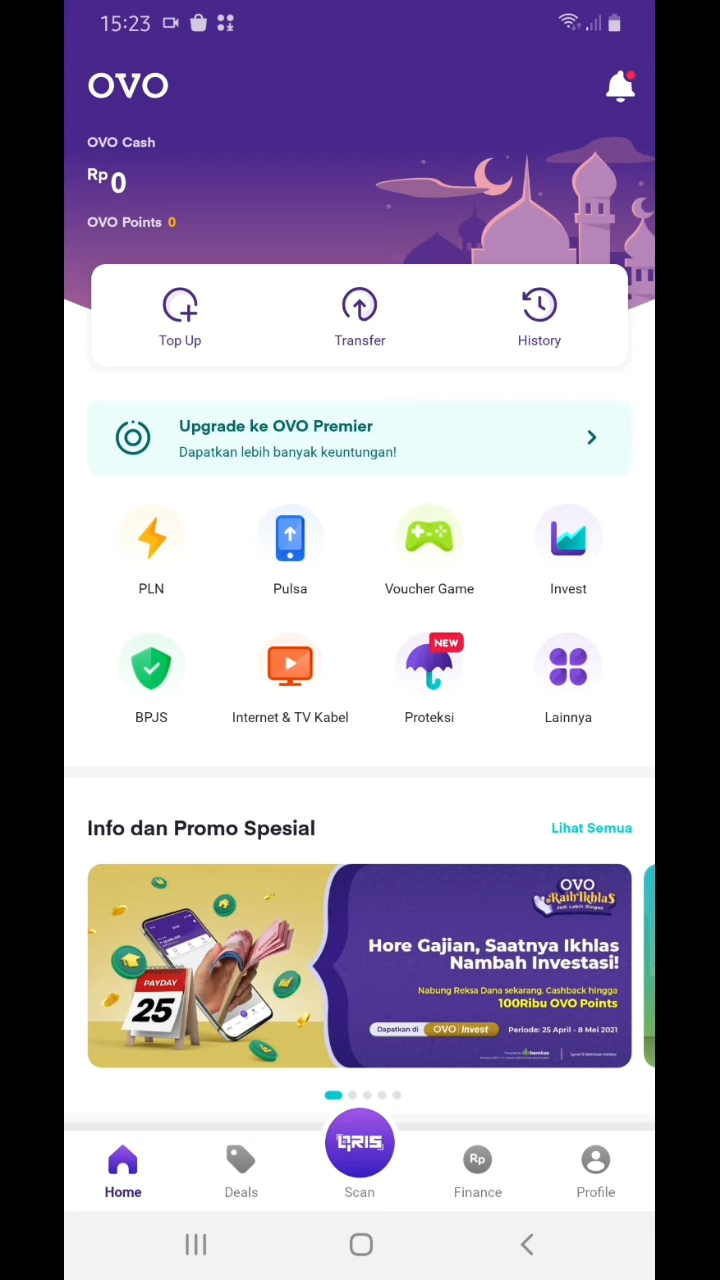 15:23
OVO
OVO Cash
Rp 0
OVO Points 0
Top Up
Transfer
History
Upgrade ke OVO Premier
Dapatkan lebih banyak keuntungan!
PLN
Pulsa
Voucher Game
Invest
NEW
BPJS
Internet & TV Kabel
Proteksi
Lainnya
Info dan Promo Spesial
Lihat Semua
OVO
Raih Ikhlas
Jadi Lebih Ringan
Hore Gajian, Saatnya Ikhlas
Nambah Investasi!
Nabung Reksa Dana sekarang. Cashback hingga
100Ribu OVO Points
Dapatkan di OVO | Invest Periode: 25 April - 8 Mei 2021
PAYDAY
25
QRIS
Rp
Home
Deals
Scan
Finance
Profile